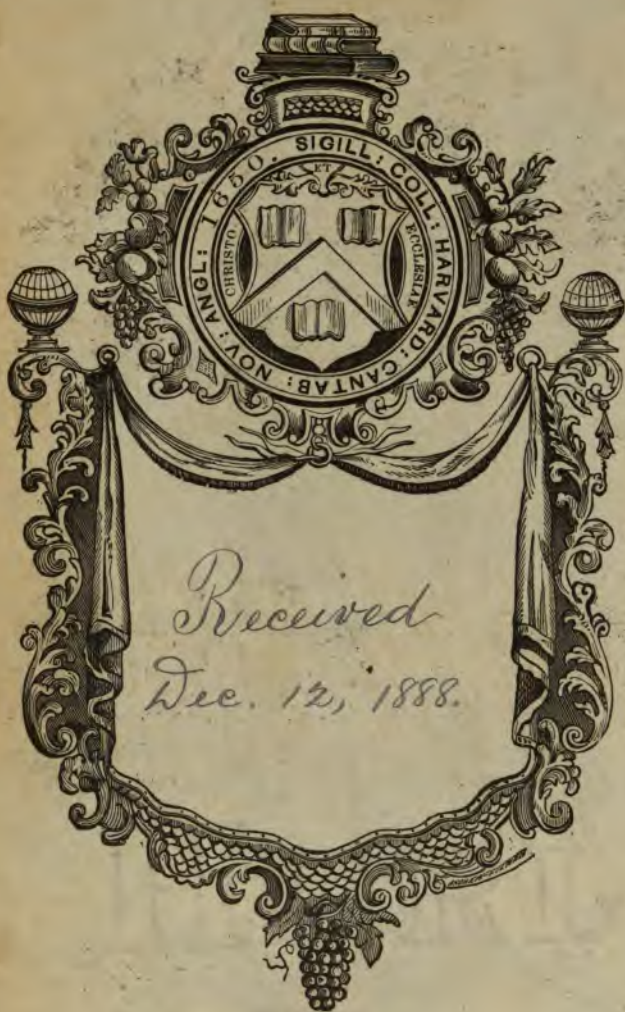 SIGILL: COLL: HARVARD: CANTAB: NOV: ANGL: 1650.
CHRISTO
ET
ECCLESIAE
Received
Dec. 12, 1888.